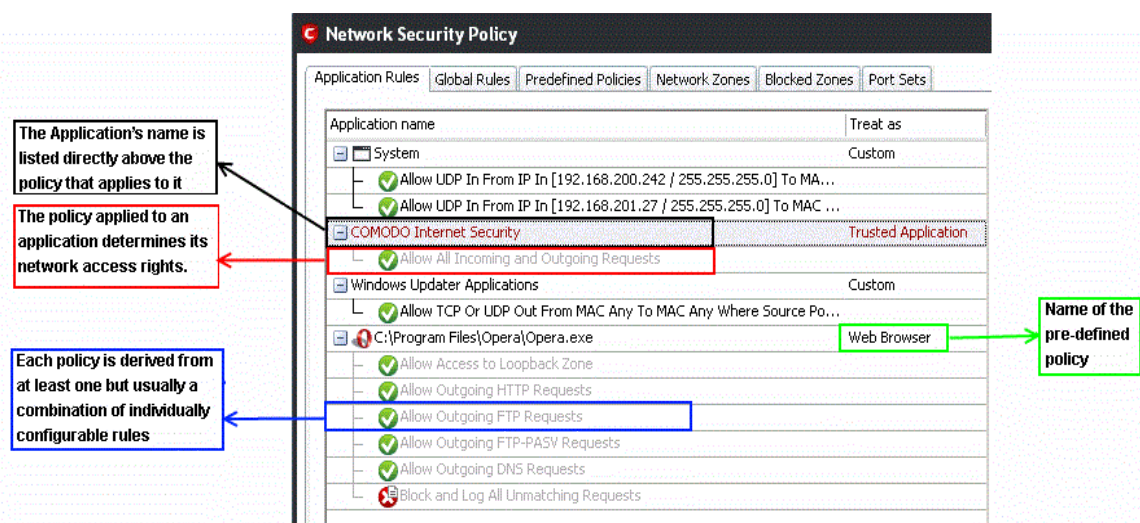 Network Security Policy
Application Rules
Global Rules
Predefined Policies
Network Zones
Blocked Zones
Port Sets
Application name
Treat as
System
Custom
Allow UDP In From IP In [192.168.200.242 / 255.255.255.0] To MA...
Allow UDP In From IP In [192.168.201.27 / 255.255.255.0] To MAC ...
COMODO Internet Security
Trusted Application
Allow All Incoming and Outgoing Requests
Windows Updater Applications
Custom
Allow TCP Or UDP Out From MAC Any To MAC Any Where Source Po...
C:\Program Files\Opera\Opera.exe
Web Browser
Allow Access to Loopback Zone
Allow Outgoing HTTP Requests
Allow Outgoing FTP Requests
Allow Outgoing FTP-PASV Requests
Allow Outgoing DNS Requests
Block and Log All Unmatching Requests
The Application's name is
listed directly above the
policy that applies to it
The policy applied to an
application determines its
network access rights.
Each policy is derived from
at least one but usually a
combination of individually
configurable rules
Name of the
pre-defined
policy